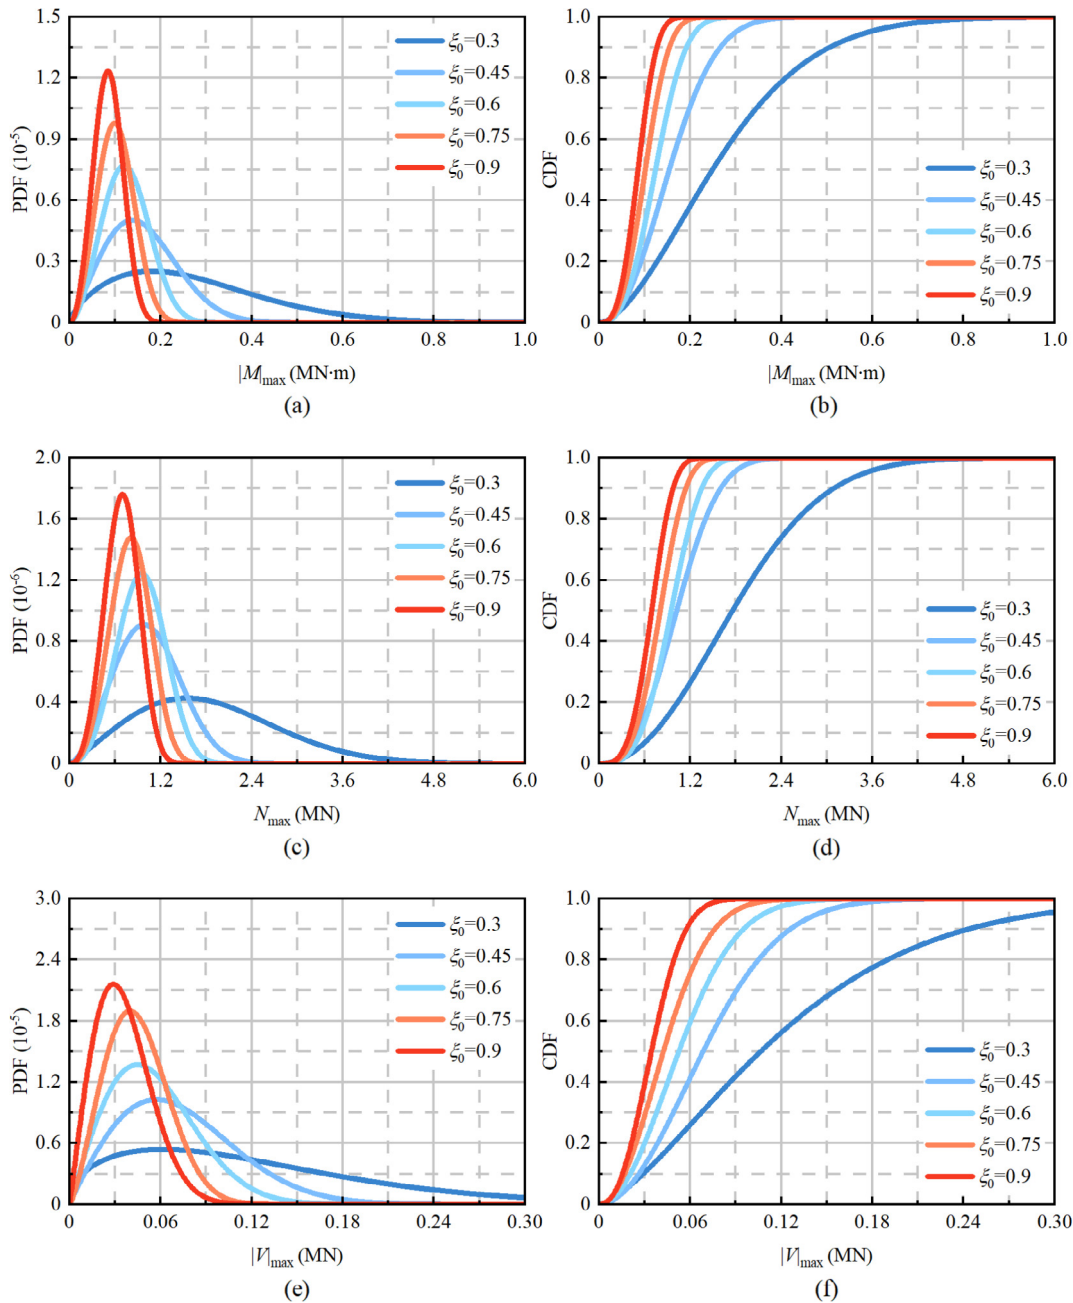 1.5
1.2
0.9
0.6
0.3
0
PDF (10⁻⁵)
ξ₀=0.3
ξ₀=0.45
ξ₀=0.6
ξ₀=0.75
ξ₀=0.9
0 0.2 0.4 0.6 0.8 1.0
|M|max (MN·m)
(a)
1.0
0.8
0.6
0.4
0.2
0
CDF
ξ₀=0.3
ξ₀=0.45
ξ₀=0.6
ξ₀=0.75
ξ₀=0.9
0 0.2 0.4 0.6 0.8 1.0
|M|max (MN·m)
(b)
2.0
1.6
1.2
0.8
0.4
0
PDF (10⁻⁶)
ξ₀=0.3
ξ₀=0.45
ξ₀=0.6
ξ₀=0.75
ξ₀=0.9
0 1.2 2.4 3.6 4.8 6.0
Nmax (MN)
(c)
1.0
0.8
0.6
0.4
0.2
0
CDF
ξ₀=0.3
ξ₀=0.45
ξ₀=0.6
ξ₀=0.75
ξ₀=0.9
0 1.2 2.4 3.6 4.8 6.0
Nmax (MN)
(d)
3.0
2.4
1.8
1.2
0.6
0
PDF (10⁻⁵)
ξ₀=0.3
ξ₀=0.45
ξ₀=0.6
ξ₀=0.75
ξ₀=0.9
0 0.06 0.12 0.18 0.24 0.30
|V|max (MN)
(e)
1.0
0.8
0.6
0.4
0.2
0
CDF
ξ₀=0.3
ξ₀=0.45
ξ₀=0.6
ξ₀=0.75
ξ₀=0.9
0 0.06 0.12 0.18 0.24 0.30
|V|max (MN)
(f)